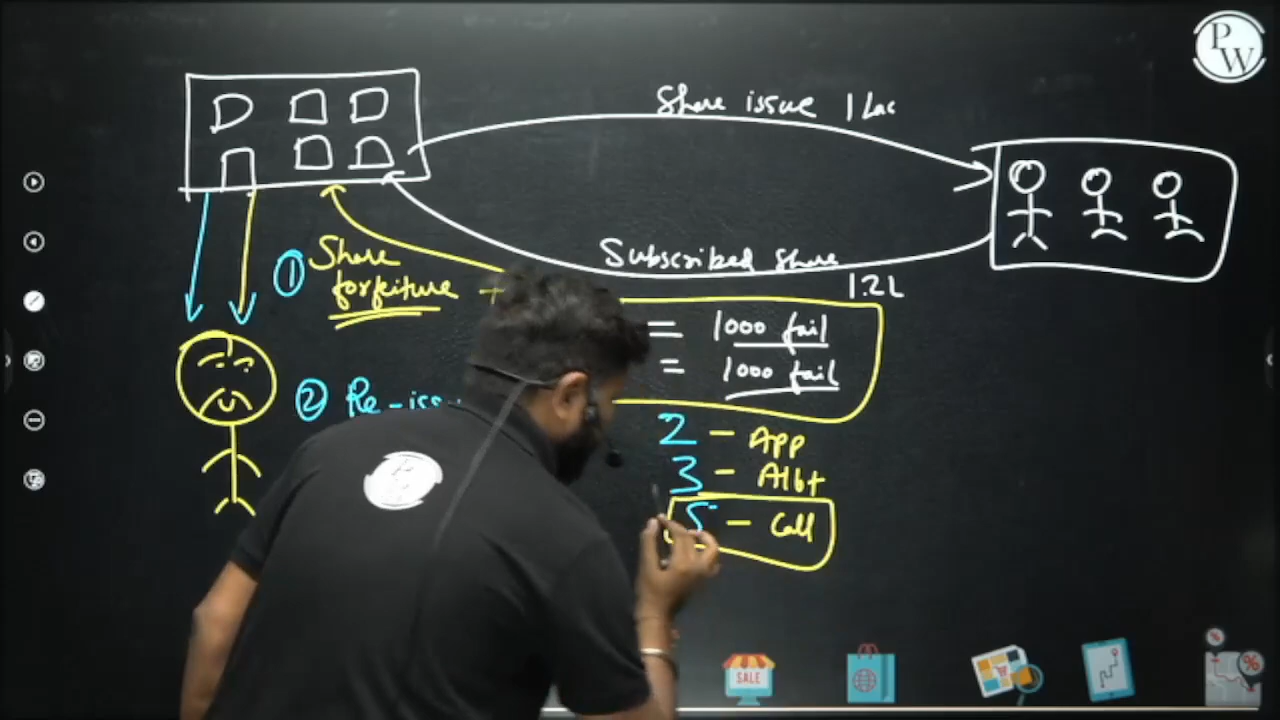 PW
Share issue 1 Lac
Subscribed share
1.2L
① Share
forfeiture
= 1000 fail
= 1000 fail
② Re-iss
2 - App
3 - Allot
5 - Call
SALE
%
%